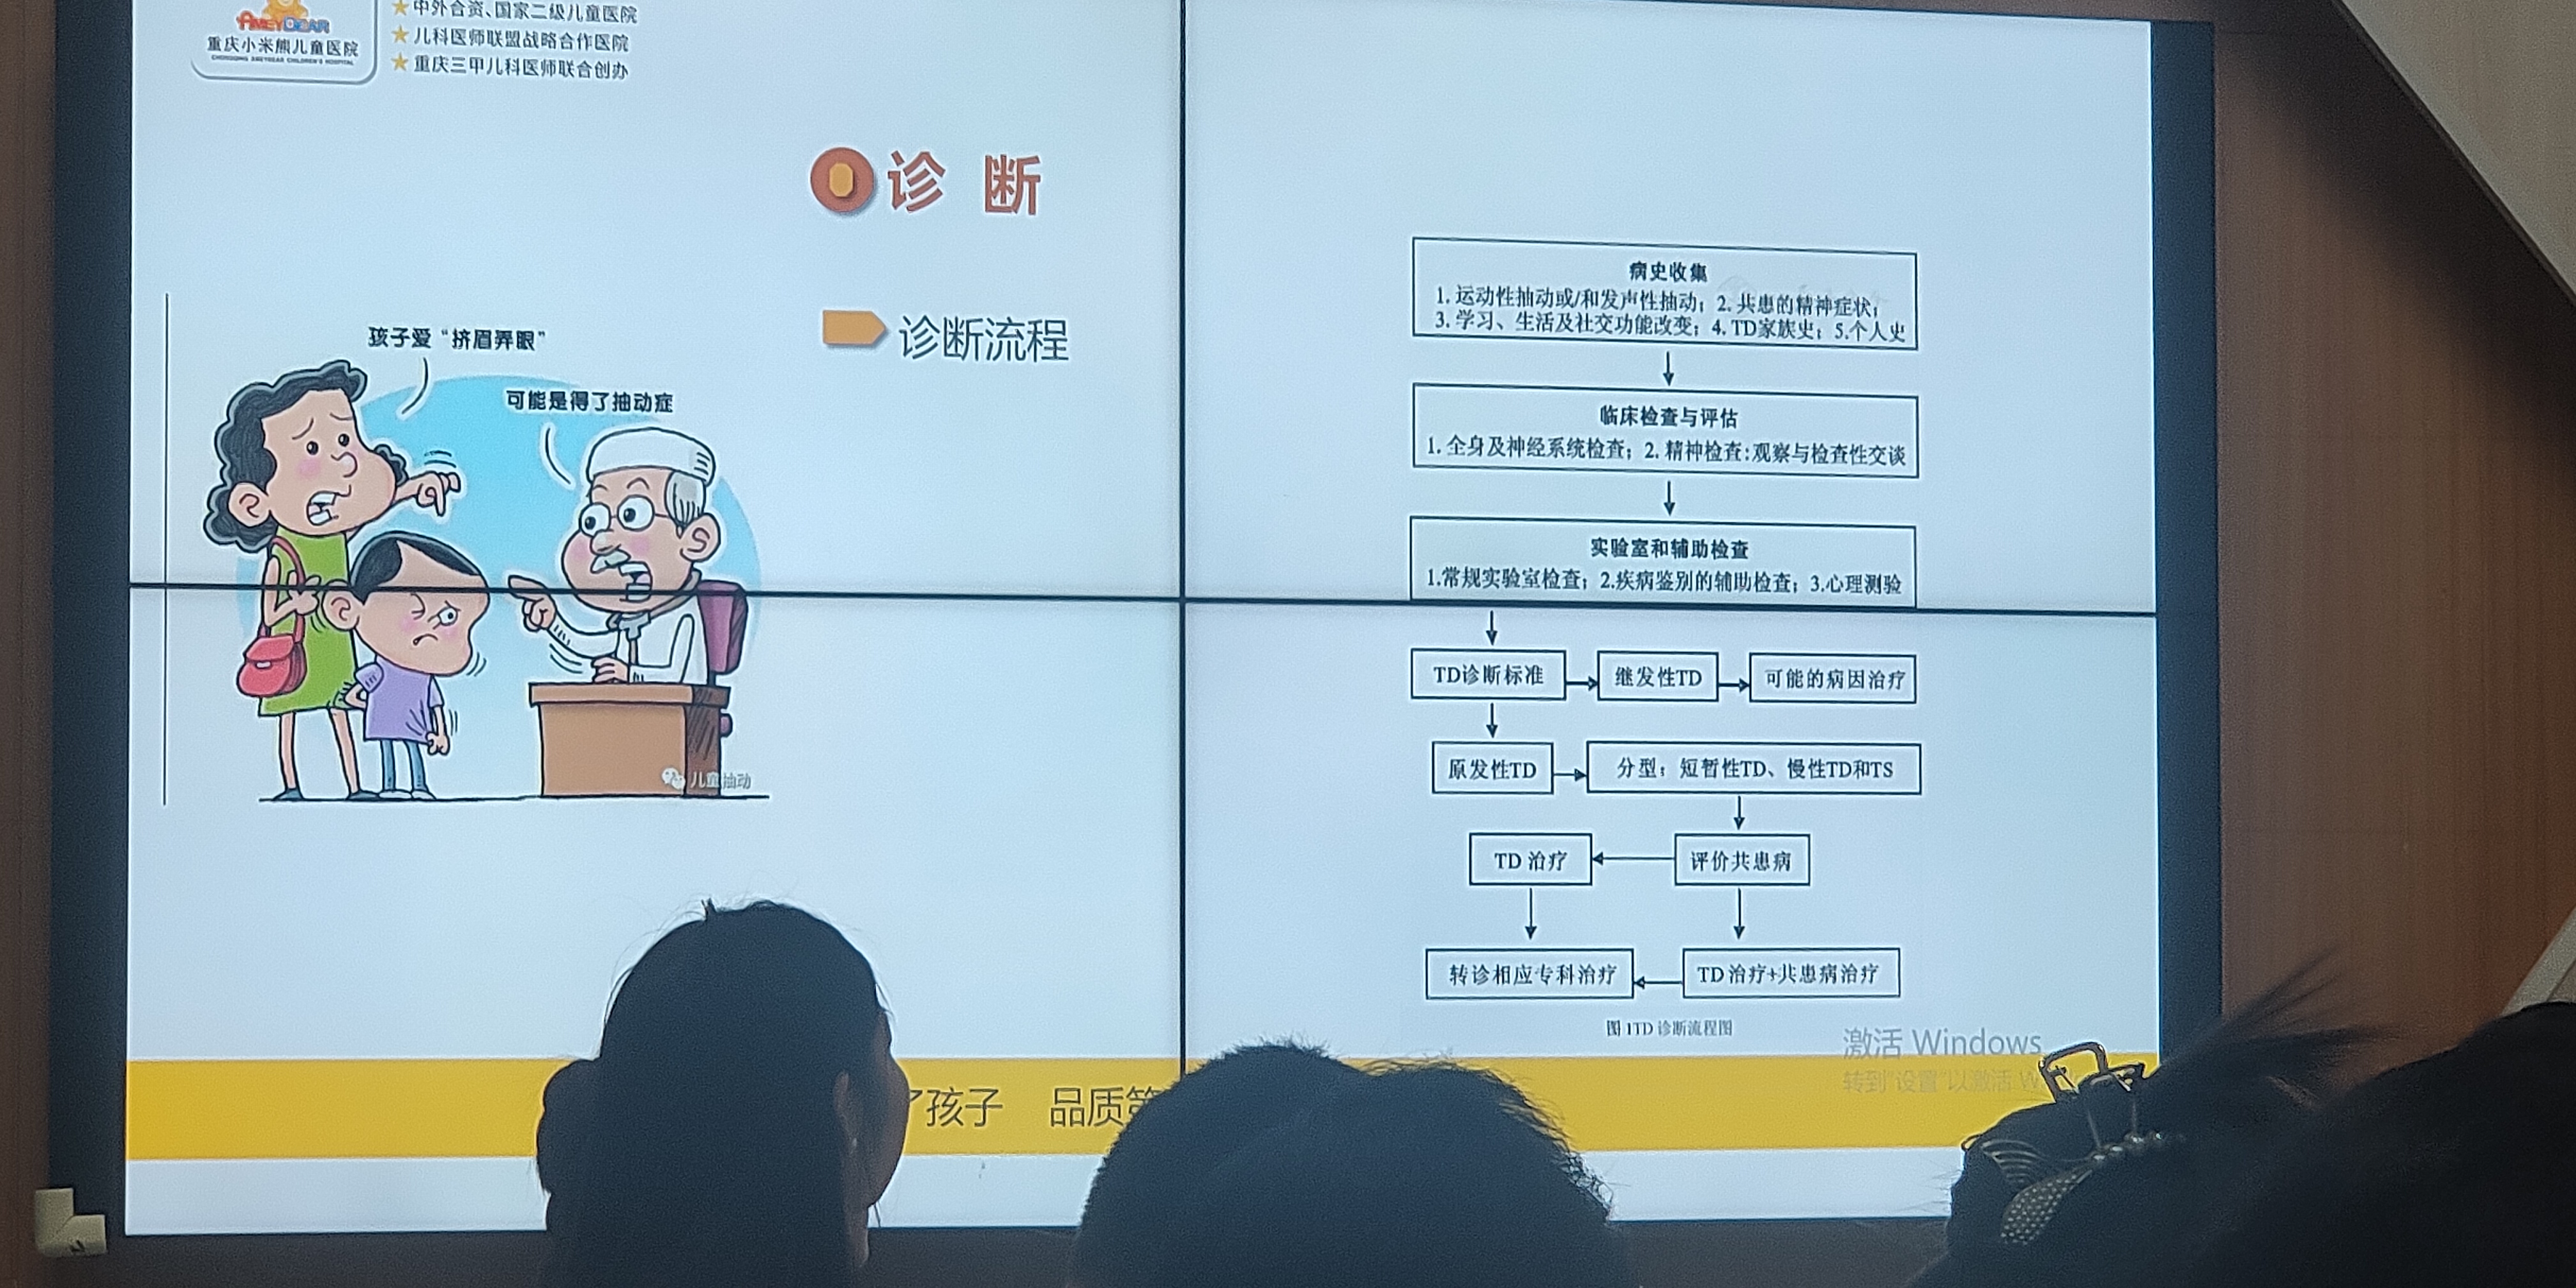 AMEYBEAR
重庆小米熊儿童医院
CHONGQING AMEYBEAR CHILDREN'S HOSPITAL
中外合资、国家二级儿童医院
儿科医师联盟战略合作医院
重庆三甲儿科医师联合创办
诊 断
诊断流程
孩子爱“挤眉弄眼”
可能是得了抽动症
儿童抽动
病史收集
1. 运动性抽动或/和发声性抽动；2. 共患的精神症状；
3. 学习、生活及社交功能改变；4. TD家族史；5.个人史
临床检查与评估
1. 全身及神经系统检查；2. 精神检查:观察与检查性交谈
实验室和辅助检查
1.常规实验室检查；2.疾病鉴别的辅助检查；3.心理测验
TD诊断标准
继发性TD
可能的病因治疗
原发性TD
分型：短暂性TD、慢性TD和TS
TD 治疗
评价共患病
转诊相应专科治疗
TD 治疗+共患病治疗
图 1TD 诊断流程图
激活 Windows
转到"设置"以激活 W
了孩子 品质第